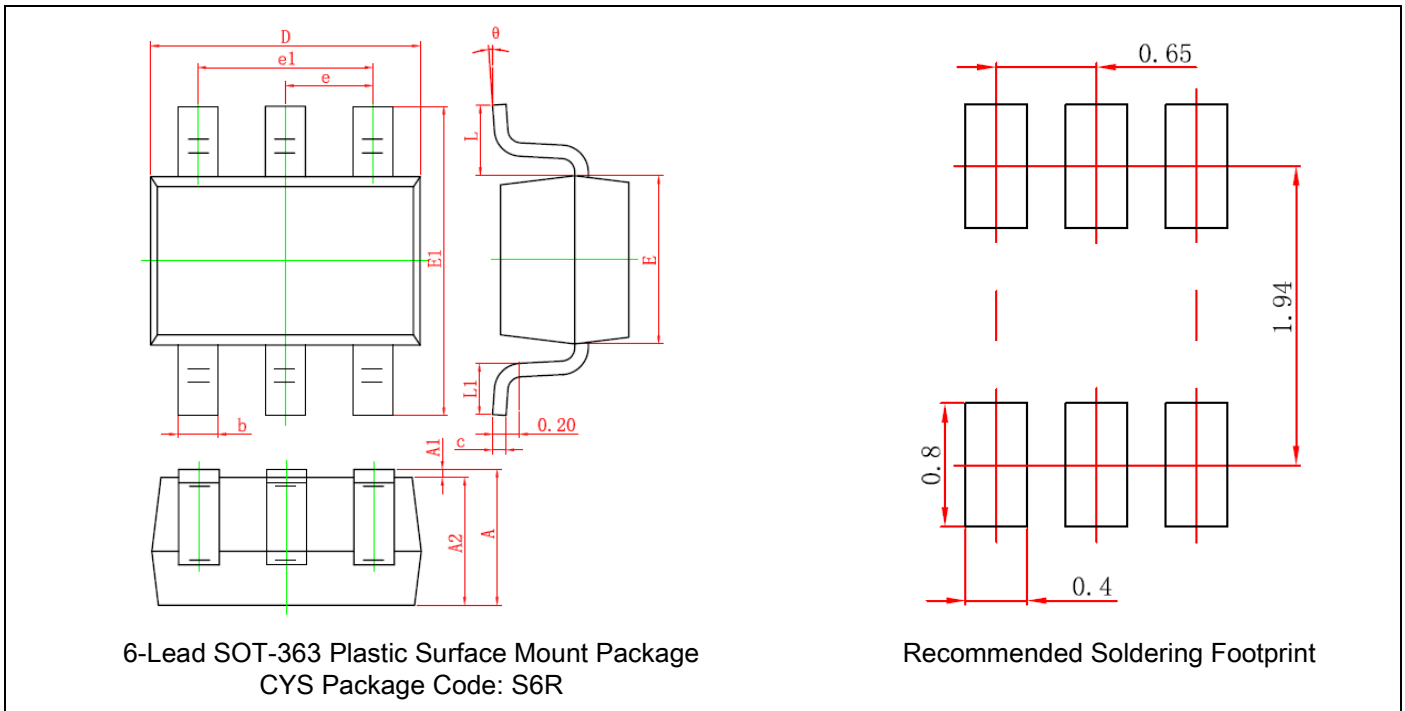 D
e1
e
E1
b
θ
L
E
L1
0.20
c
A1
A2
A
6-Lead SOT-363 Plastic Surface Mount Package
CYS Package Code: S6R
0.65
1.94
0.8
0.4
Recommended Soldering Footprint